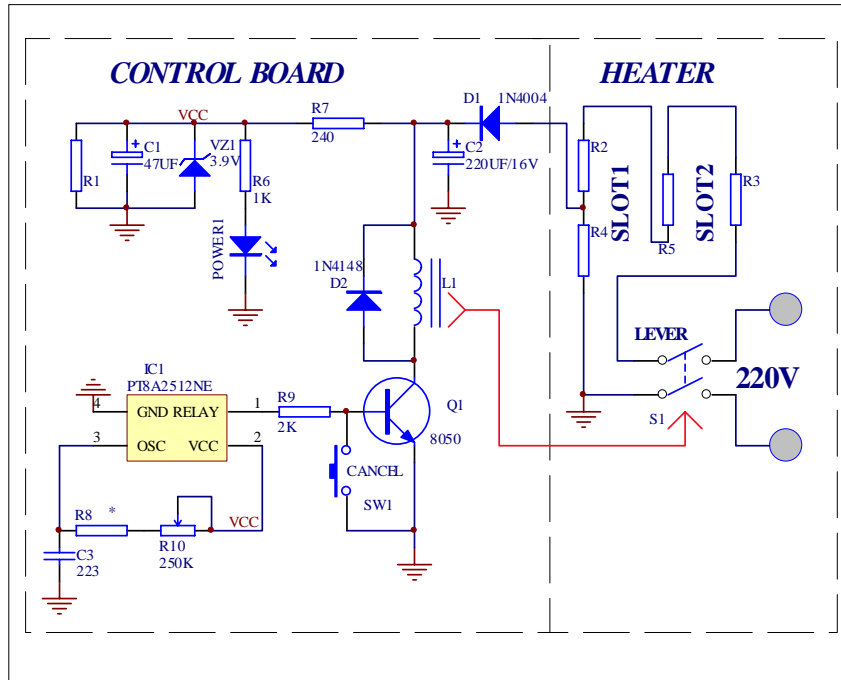 CONTROL BOARD
HEATER
D1
1N4004
VCC
R7
240
C1
47UF
VZ1
3.9V
R1
R6
1K
C2
220UF/16V
R2
SLOT1
SLOT2
R3
R4
R5
POWER1
1N4148
D2
L1
LEVER
220V
S1
IC1
PT8A2512NE
4
GND
RELAY
1
3
OSC
VCC
2
R9
2K
Q1
8050
CANCEL
SW1
R8
*
R10
250K
VCC
C3
223